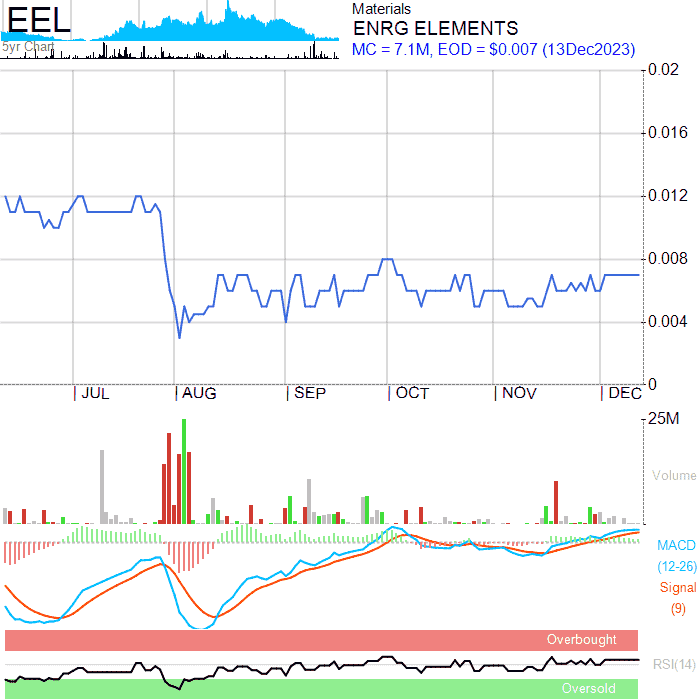 EEL
5yr Chart
Materials
ENRG ELEMENTS
MC = 7.1M, EOD = $0.007 (13Dec2023)
0.02
0.016
0.012
0.008
0.004
0
JUL AUG SEP OCT NOV DEC
25M
Volume
MACD
(12-26)
Signal
(9)
Overbought
RSI(14)
Oversold